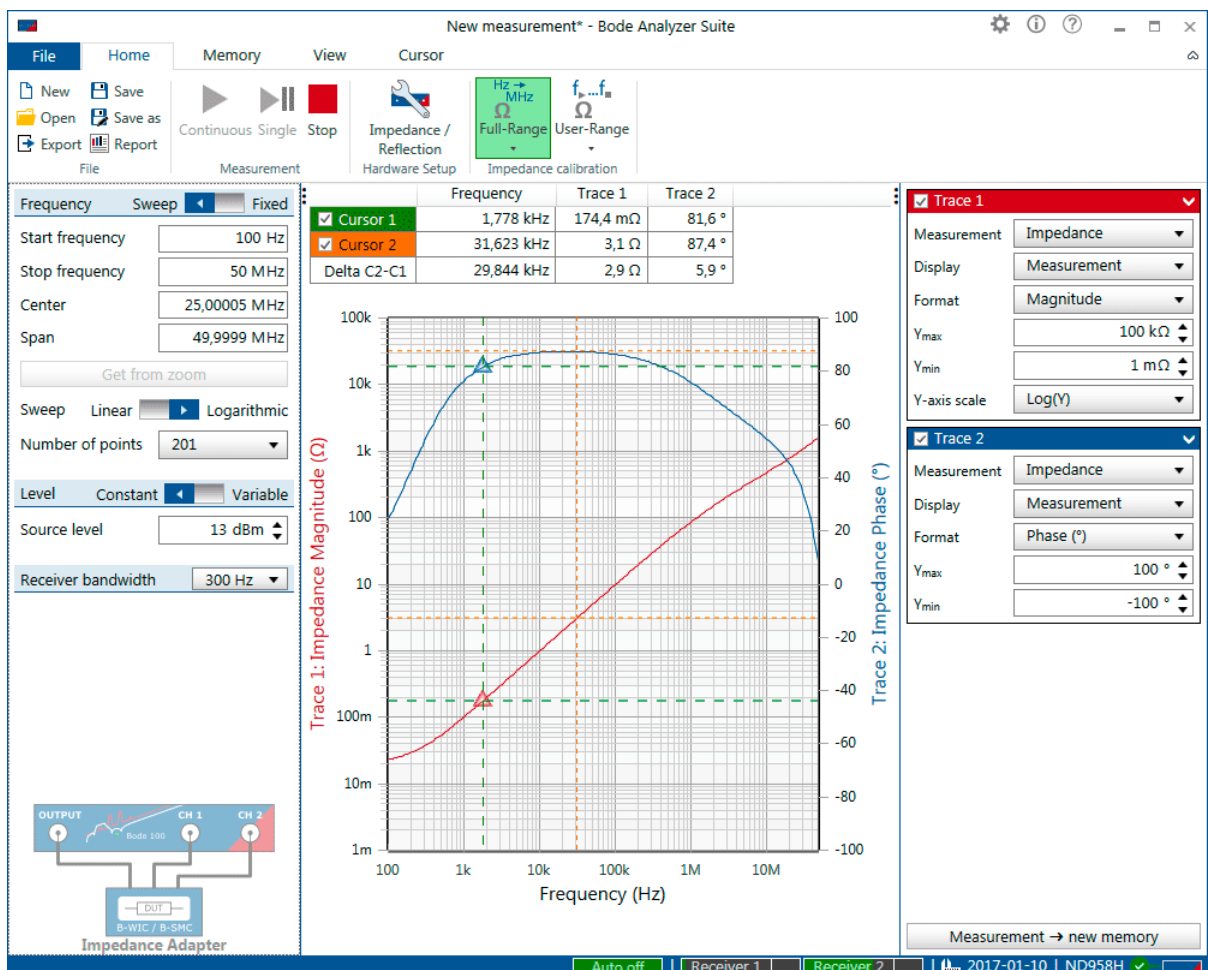 New measurement* - Bode Analyzer Suite
File Home Memory View Cursor
New Save
Open Save as
Export Report
File
Continuous Single Stop
Measurement
Impedance /
Reflection
Hardware Setup
Hz →
MHz
Ω
Full-Range
f▸...f■
Ω
User-Range
Impedance calibration
Frequency Sweep Fixed
Start frequency 100 Hz
Stop frequency 50 MHz
Center 25,00005 MHz
Span 49,9999 MHz
Get from zoom
Sweep Linear Logarithmic
Number of points 201
Level Constant Variable
Source level 13 dBm
Receiver bandwidth 300 Hz
OUTPUT CH 1 CH 2
Bode 100
DUT
B-WIC / B-SMC
Impedance Adapter
Frequency Trace 1 Trace 2
Cursor 1 1,778 kHz 174,4 mΩ 81,6 °
Cursor 2 31,623 kHz 3,1 Ω 87,4 °
Delta C2-C1 29,844 kHz 2,9 Ω 5,9 °
Trace 1: Impedance Magnitude (Ω)
100k
10k
1k
100
10
1
100m
10m
1m
100 1k 10k 100k 1M 10M
Frequency (Hz)
100
80
60
40
20
0
-20
-40
-60
-80
-100
Trace 2: Impedance Phase (°)
Trace 1
Measurement Impedance
Display Measurement
Format Magnitude
Ymax 100 kΩ
Ymin 1 mΩ
Y-axis scale Log(Y)
Trace 2
Measurement Impedance
Display Measurement
Format Phase (°)
Ymax 100 °
Ymin -100 °
Measurement → new memory
Auto off | Receiver 1 Receiver 2 | 2017-01-10 | ND958H